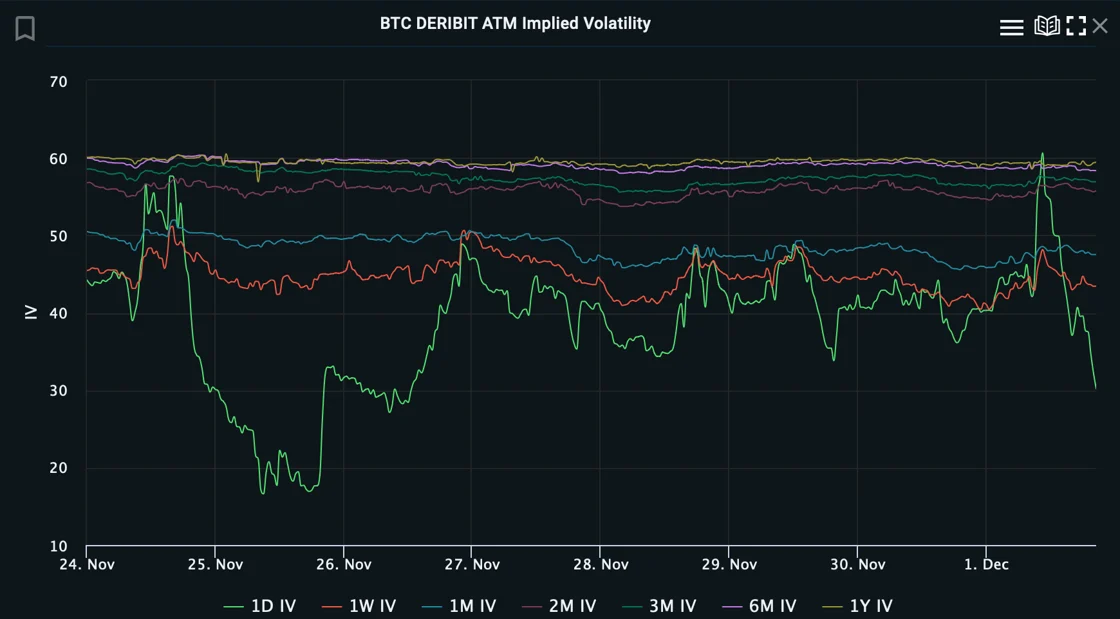 BTC DERIBIT ATM Implied Volatility
70
60
50
IV
40
30
20
10
24. Nov 25. Nov 26. Nov 27. Nov 28. Nov 29. Nov 30. Nov 1. Dec
1D IV 1W IV 1M IV 2M IV 3M IV 6M IV 1Y IV